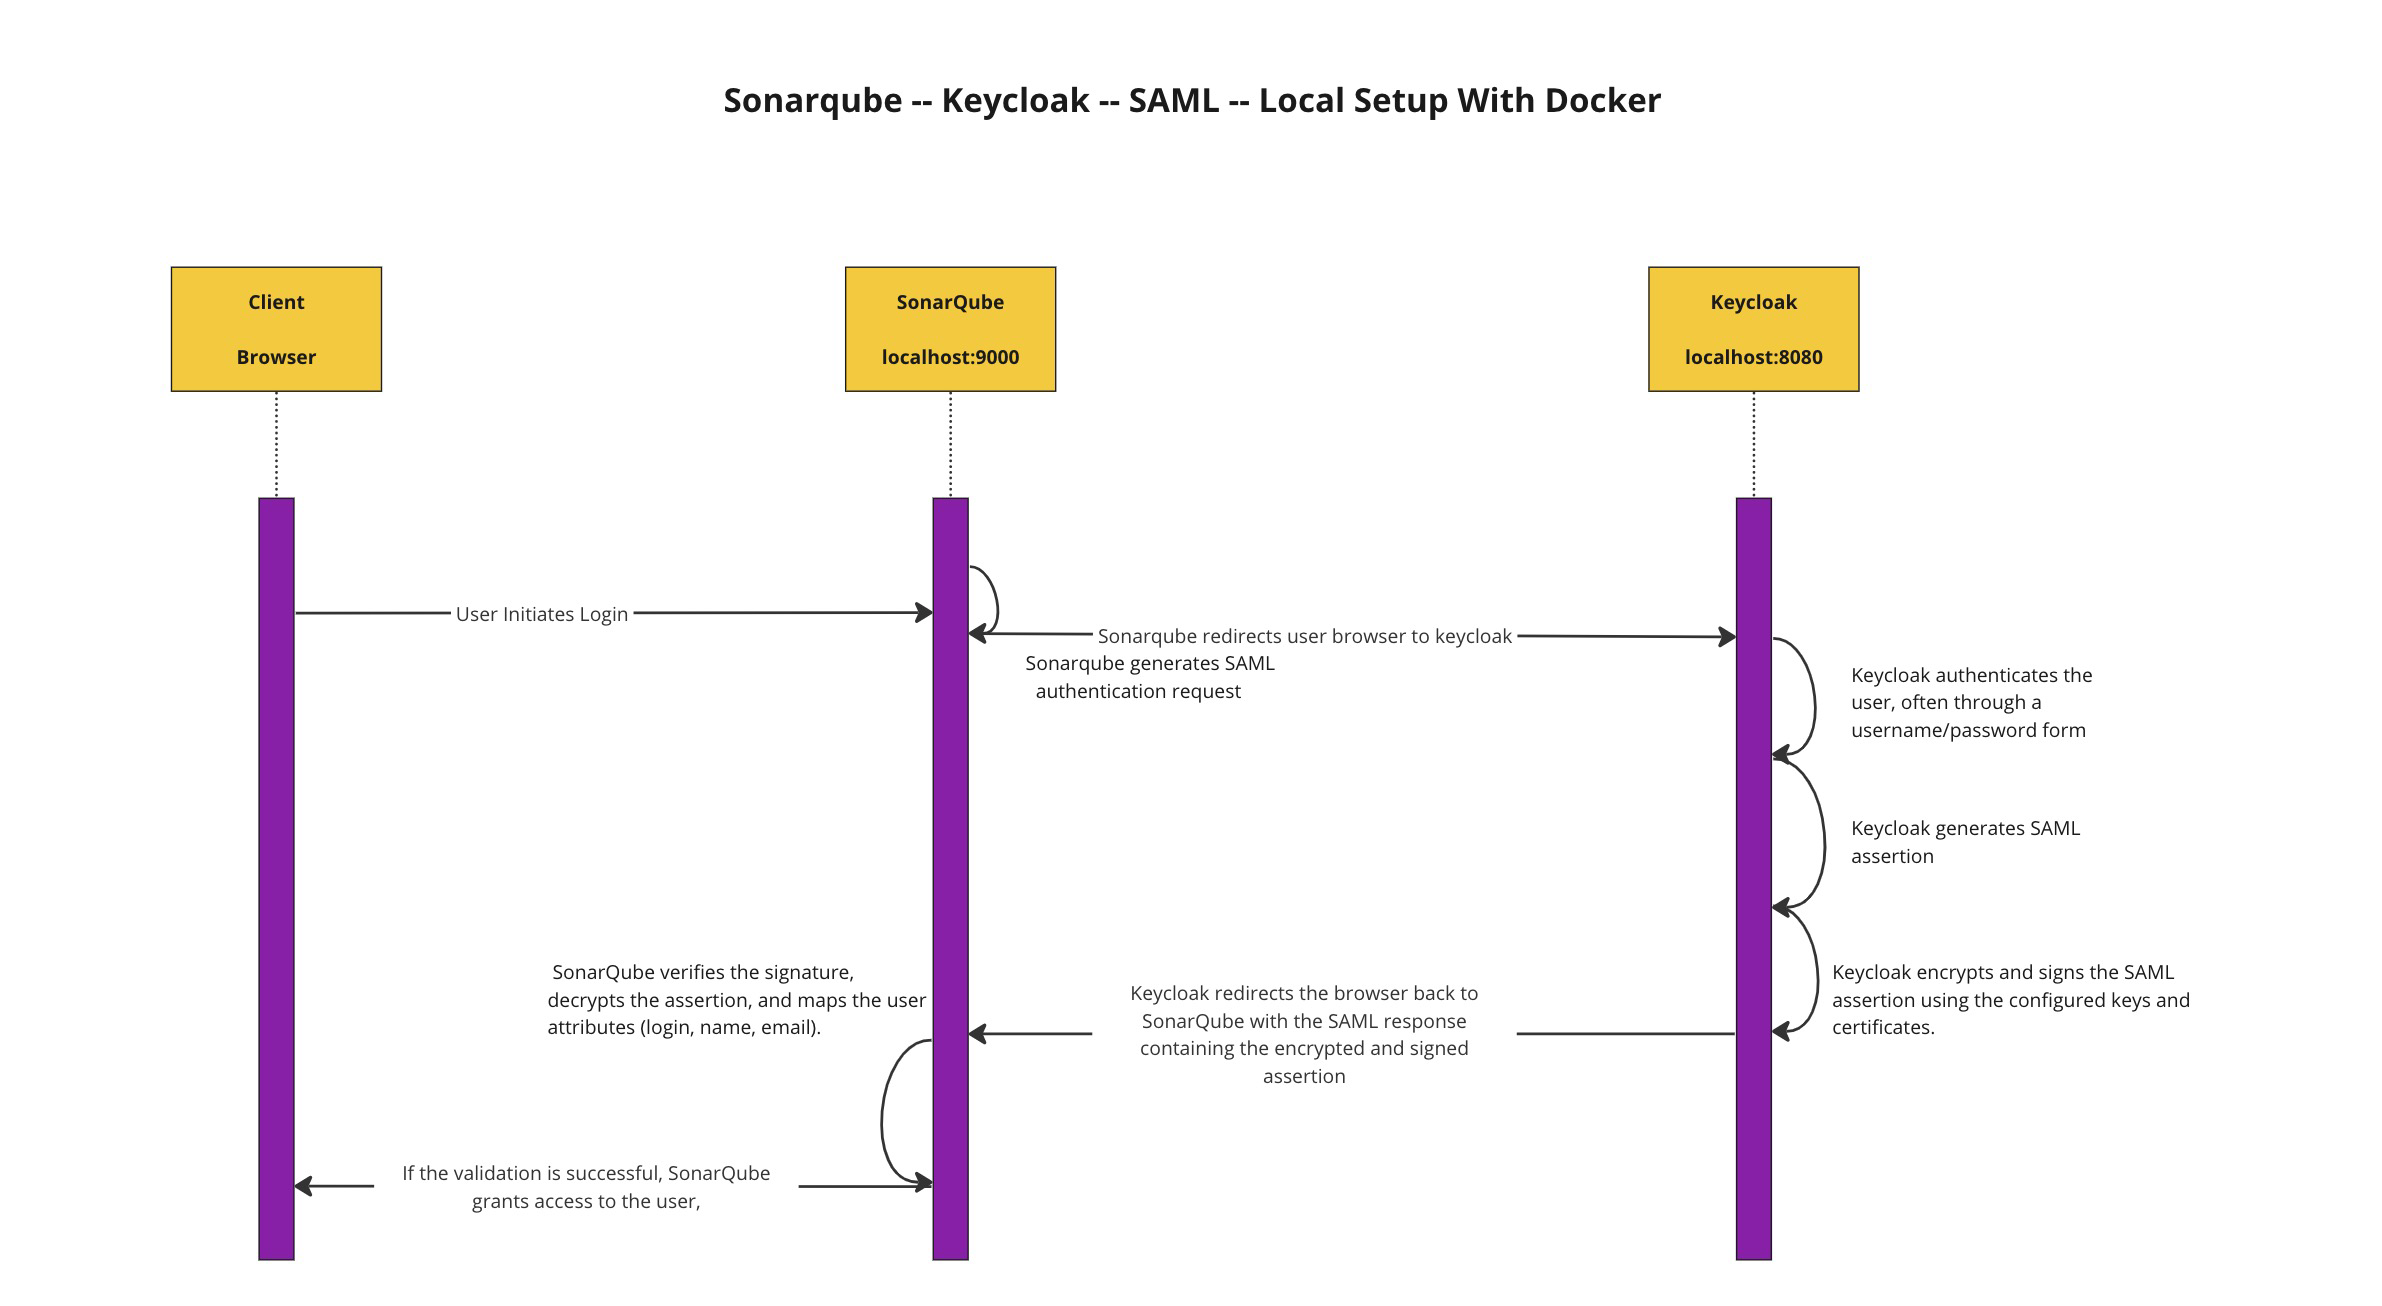 Sonarqube -- Keycloak -- SAML -- Local Setup With Docker
Client
Browser
SonarQube
localhost:9000
Keycloak
localhost:8080
User Initiates Login
Sonarqube redirects user browser to keycloak
Sonarqube generates SAML
authentication request
Keycloak authenticates the
user, often through a
username/password form
Keycloak generates SAML
assertion
Keycloak encrypts and signs the SAML
assertion using the configured keys and
certificates.
Keycloak redirects the browser back to
SonarQube with the SAML response
containing the encrypted and signed
assertion
SonarQube verifies the signature,
decrypts the assertion, and maps the user
attributes (login, name, email).
If the validation is successful, SonarQube
grants access to the user,